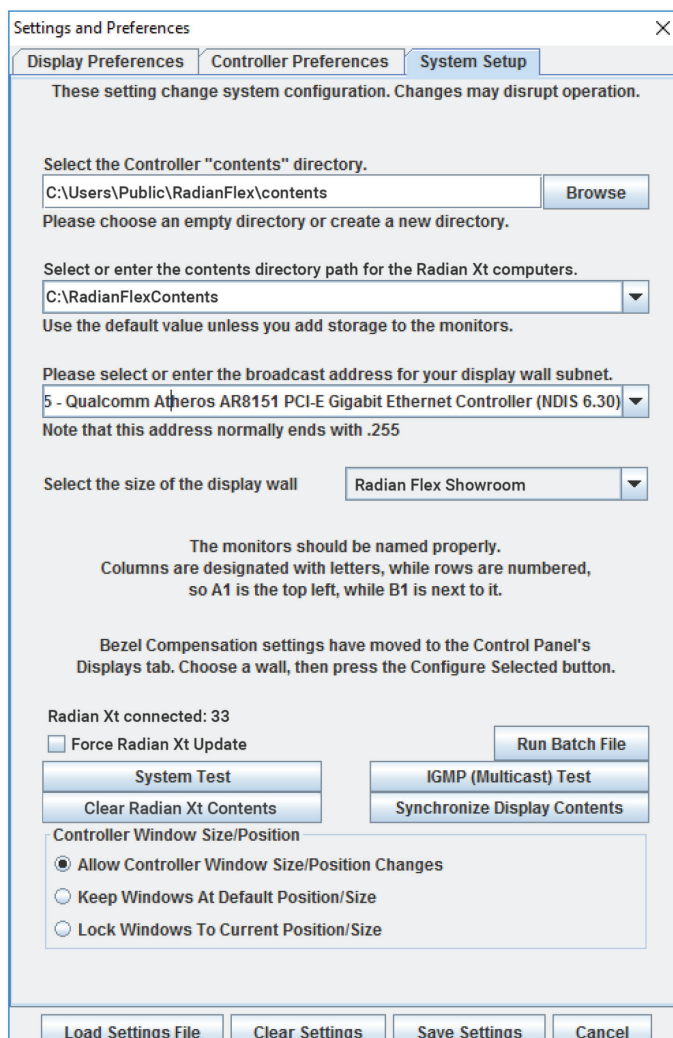 Settings and Preferences
Display Preferences Controller Preferences System Setup
These setting change system configuration. Changes may disrupt operation.
Select the Controller "contents" directory.
C:\Users\Public\RadianFlex\contents Browse
Please choose an empty directory or create a new directory.
Select or enter the contents directory path for the Radian Xt computers.
C:\RadianFlexContents
Use the default value unless you add storage to the monitors.
Please select or enter the broadcast address for your display wall subnet.
5 - Qualcomm Atheros AR8151 PCI-E Gigabit Ethernet Controller (NDIS 6.30)
Note that this address normally ends with .255
Select the size of the display wall Radian Flex Showroom
The monitors should be named properly.
Columns are designated with letters, while rows are numbered,
so A1 is the top left, while B1 is next to it.
Bezel Compensation settings have moved to the Control Panel's
Displays tab. Choose a wall, then press the Configure Selected button.
Radian Xt connected: 33
Force Radian Xt Update Run Batch File
System Test IGMP (Multicast) Test
Clear Radian Xt Contents Synchronize Display Contents
Controller Window Size/Position
Allow Controller Window Size/Position Changes
Keep Windows At Default Position/Size
Lock Windows To Current Position/Size
Load Settings File Clear Settings Save Settings Cancel